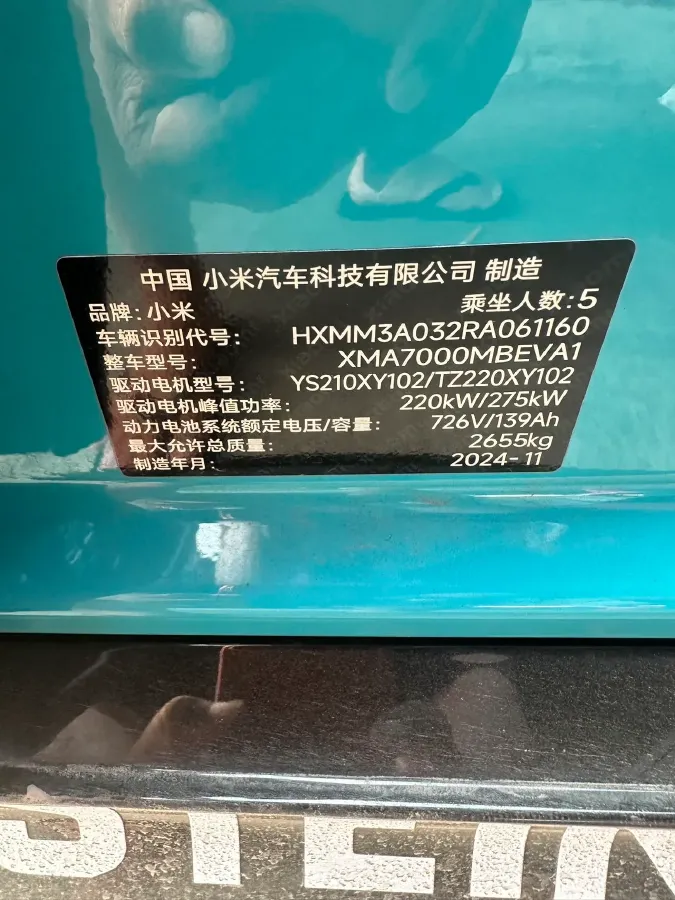 中国 小米汽车科技有限公司 制造
品牌:小米 乘坐人数:5
车辆识别代号: HXMM3A032RA061160
整车型号: XMA7000MBEVA1
驱动电机型号: YS210XY102/TZ220XY102
驱动电机峰值功率: 220kW/275kW
动力电池系统额定电压/容量: 726V/139Ah
最大允许总质量: 2655kg
制造年月: 2024-11
STEIN